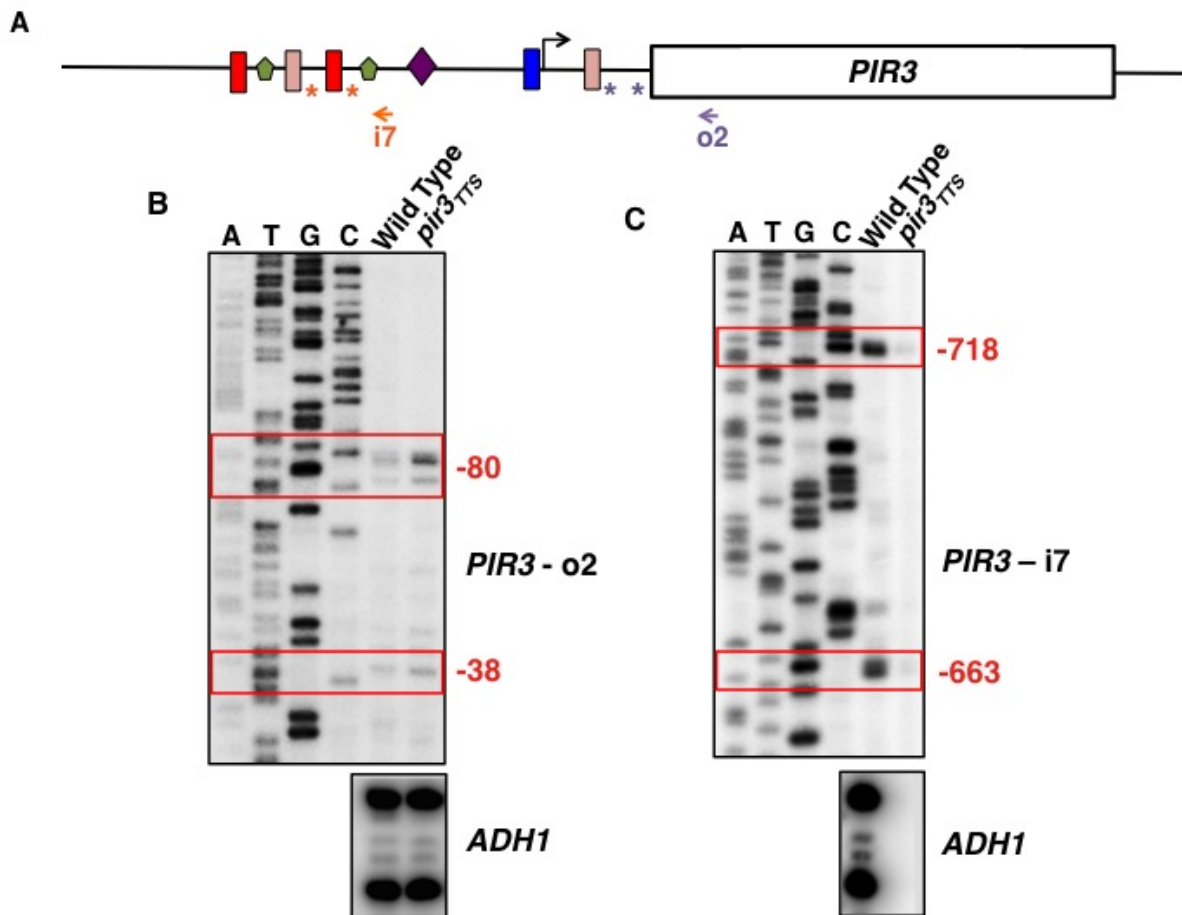 A
PIR3
* * * *
i7
o2
B
A T G C Wild Type pir3TTS
-80
PIR3 - o2
-38
ADH1
C
A T G C Wild Type pir3TTS
-718
PIR3 – i7
-663
ADH1